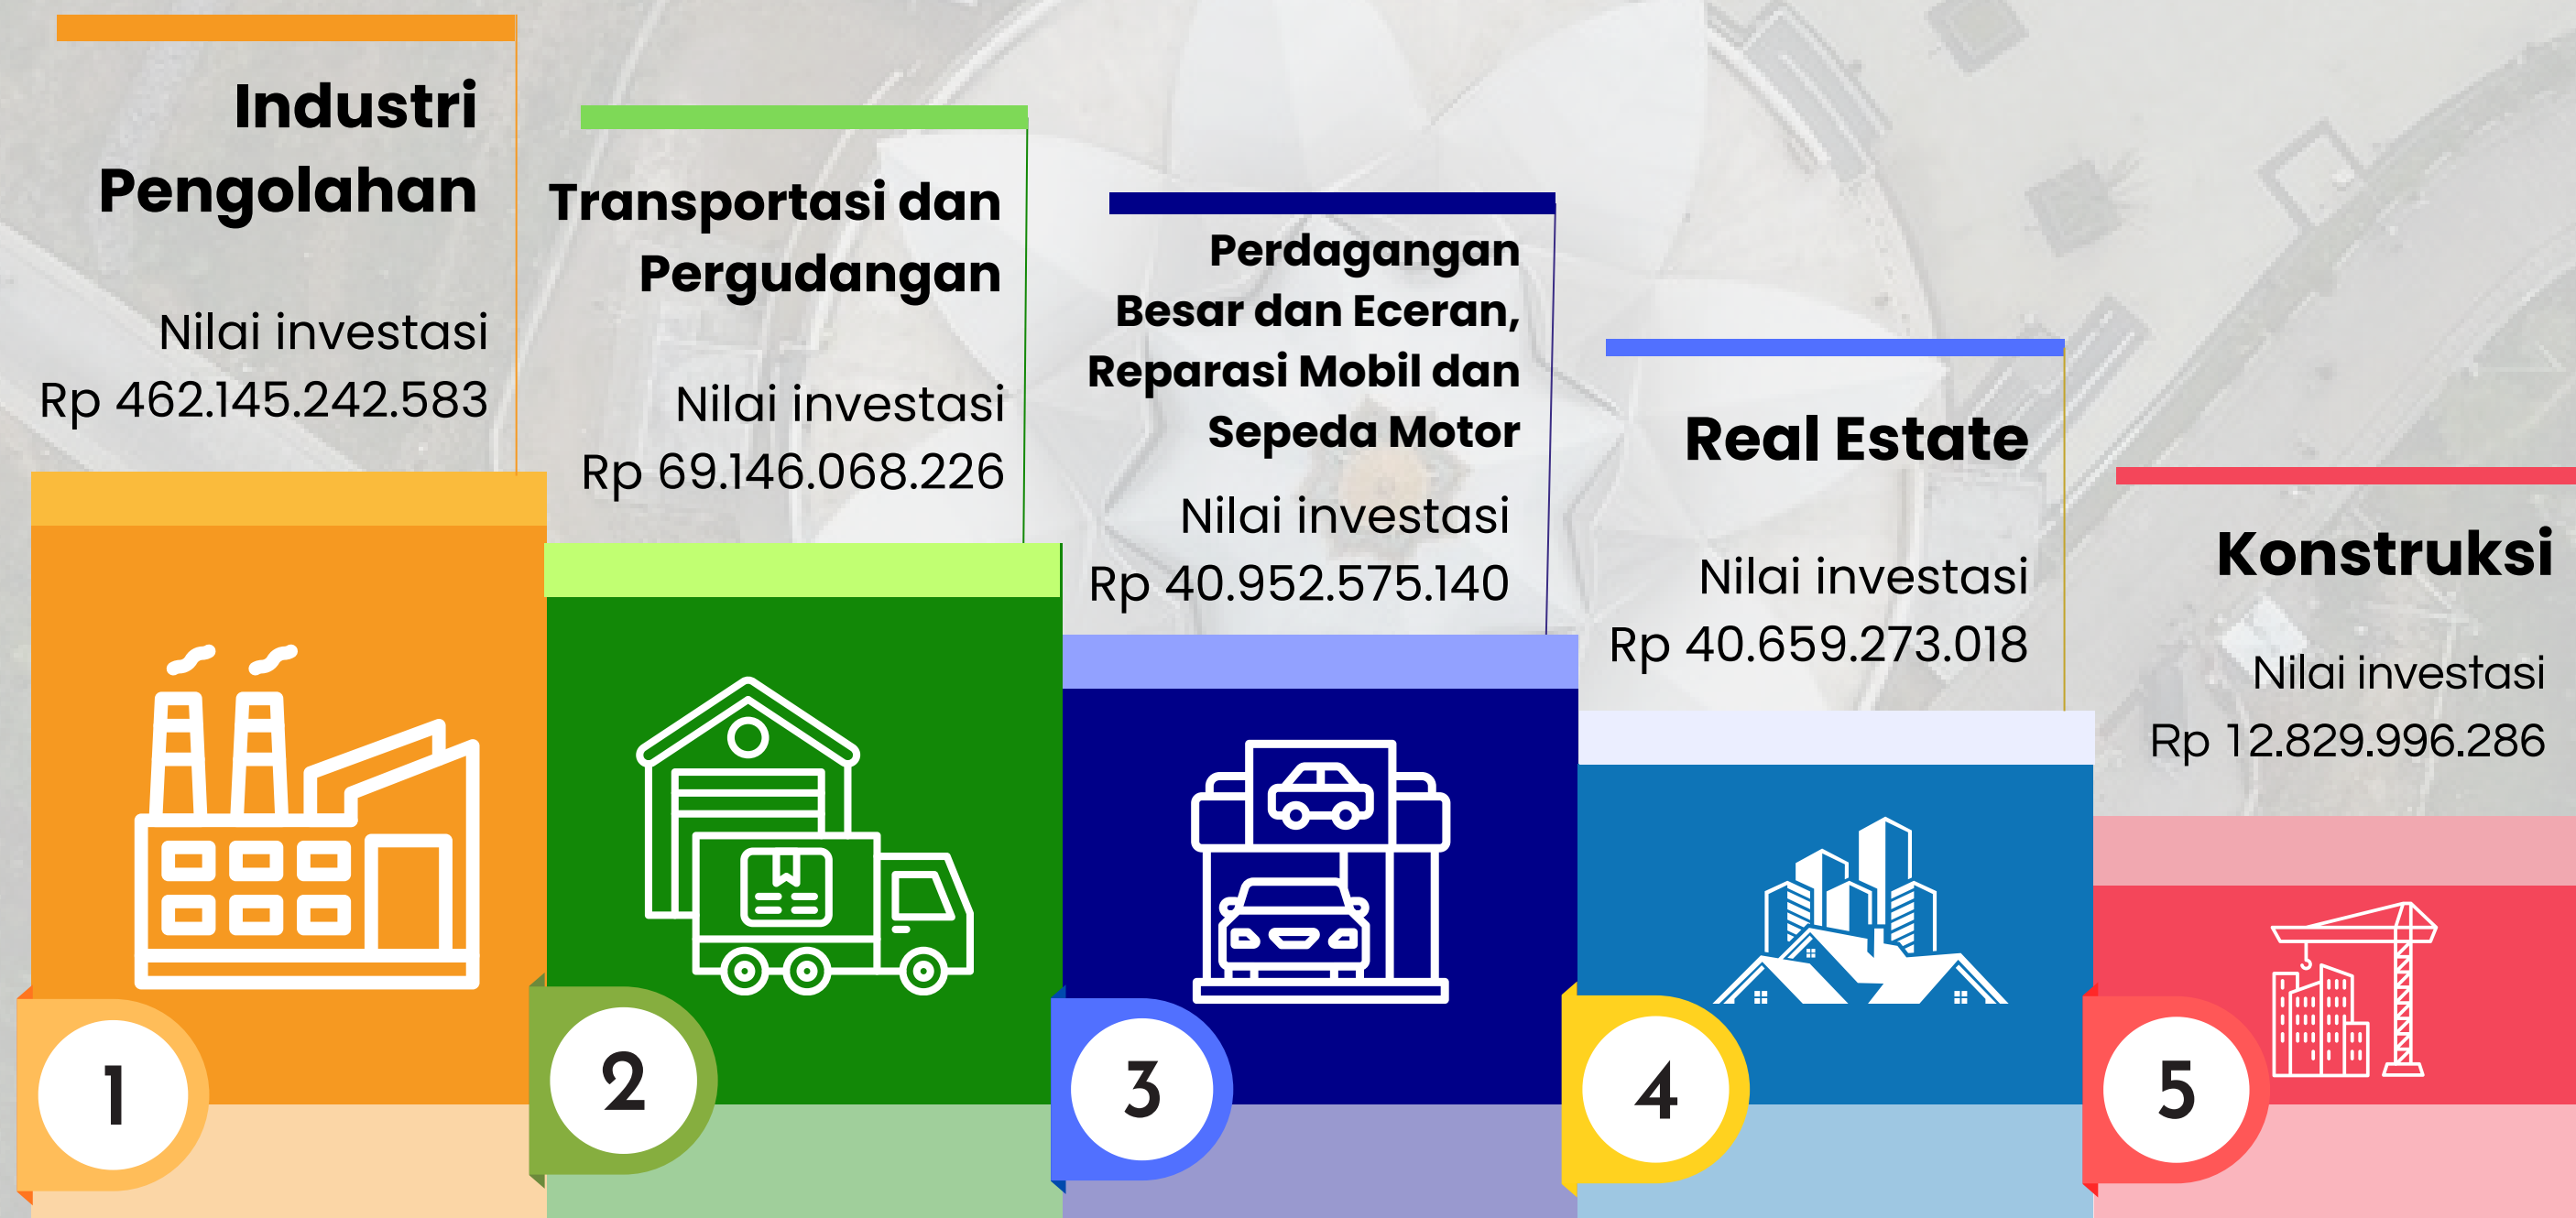 Industri
Pengolahan
Nilai investasi
Rp 462.145.242.583
1
Transportasi dan
Pergudangan
Nilai investasi
Rp 69.146.068.226
2
Perdagangan
Besar dan Eceran,
Reparasi Mobil dan
Sepeda Motor
Nilai investasi
Rp 40.952.575.140
3
Real Estate
Nilai investasi
Rp 40.659.273.018
4
Konstruksi
Nilai investasi
Rp 12.829.996.286
5